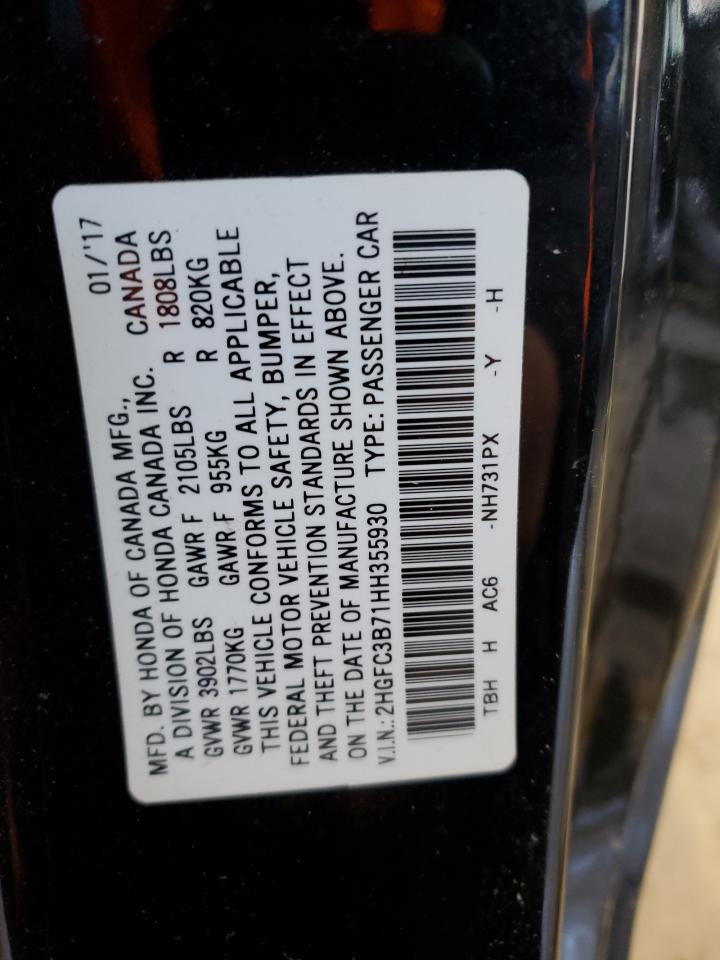 MFD. BY HONDA OF CANADA MFG., 01/'17
A DIVISION OF HONDA CANADA INC. CANADA
GVWR 3902LBS GAWR F 2105LBS R 1808LBS
GVWR 1770KG GAWR F 955KG R 820KG
THIS VEHICLE CONFORMS TO ALL APPLICABLE
FEDERAL MOTOR VEHICLE SAFETY, BUMPER,
AND THEFT PREVENTION STANDARDS IN EFFECT
ON THE DATE OF MANUFACTURE SHOWN ABOVE.
V.I.N.: 2HGFC3B71HH355930 TYPE: PASSENGER CAR
TBH H AC6 -NH731PX -Y -H